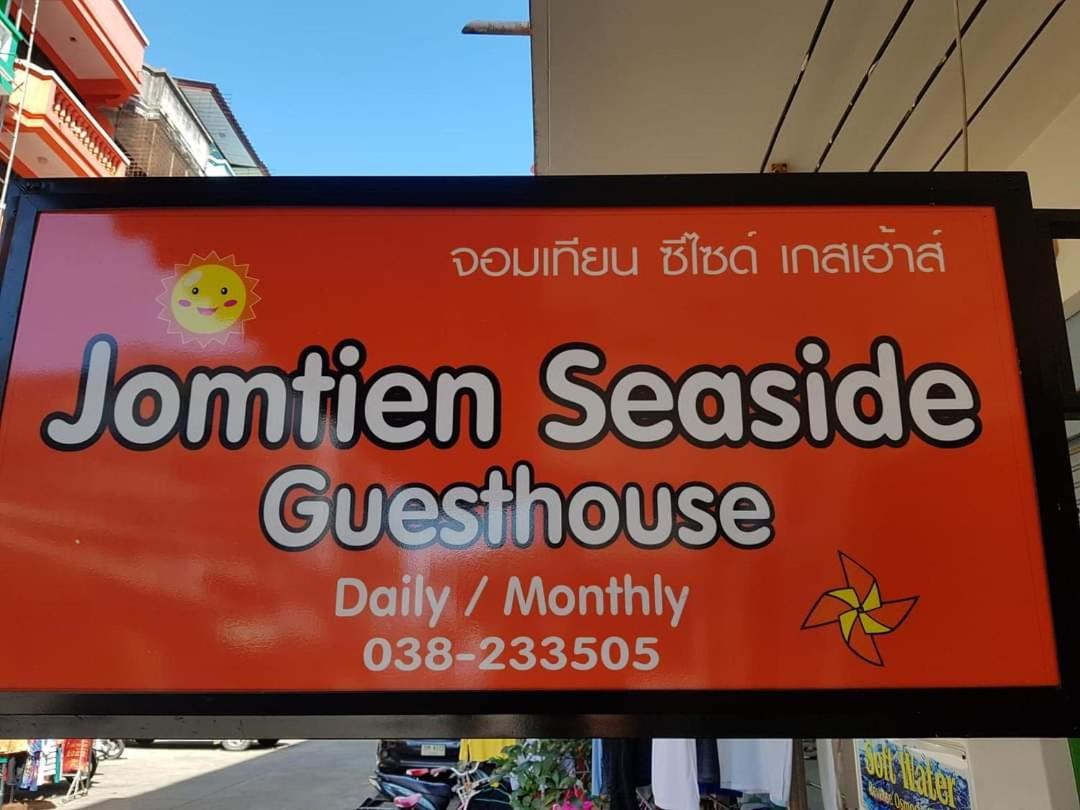 จอมเทียน ซีไซด์ เกสเฮ้าส์
Jomtien Seaside
Guesthouse
Daily / Monthly
038-233505
Soft Water